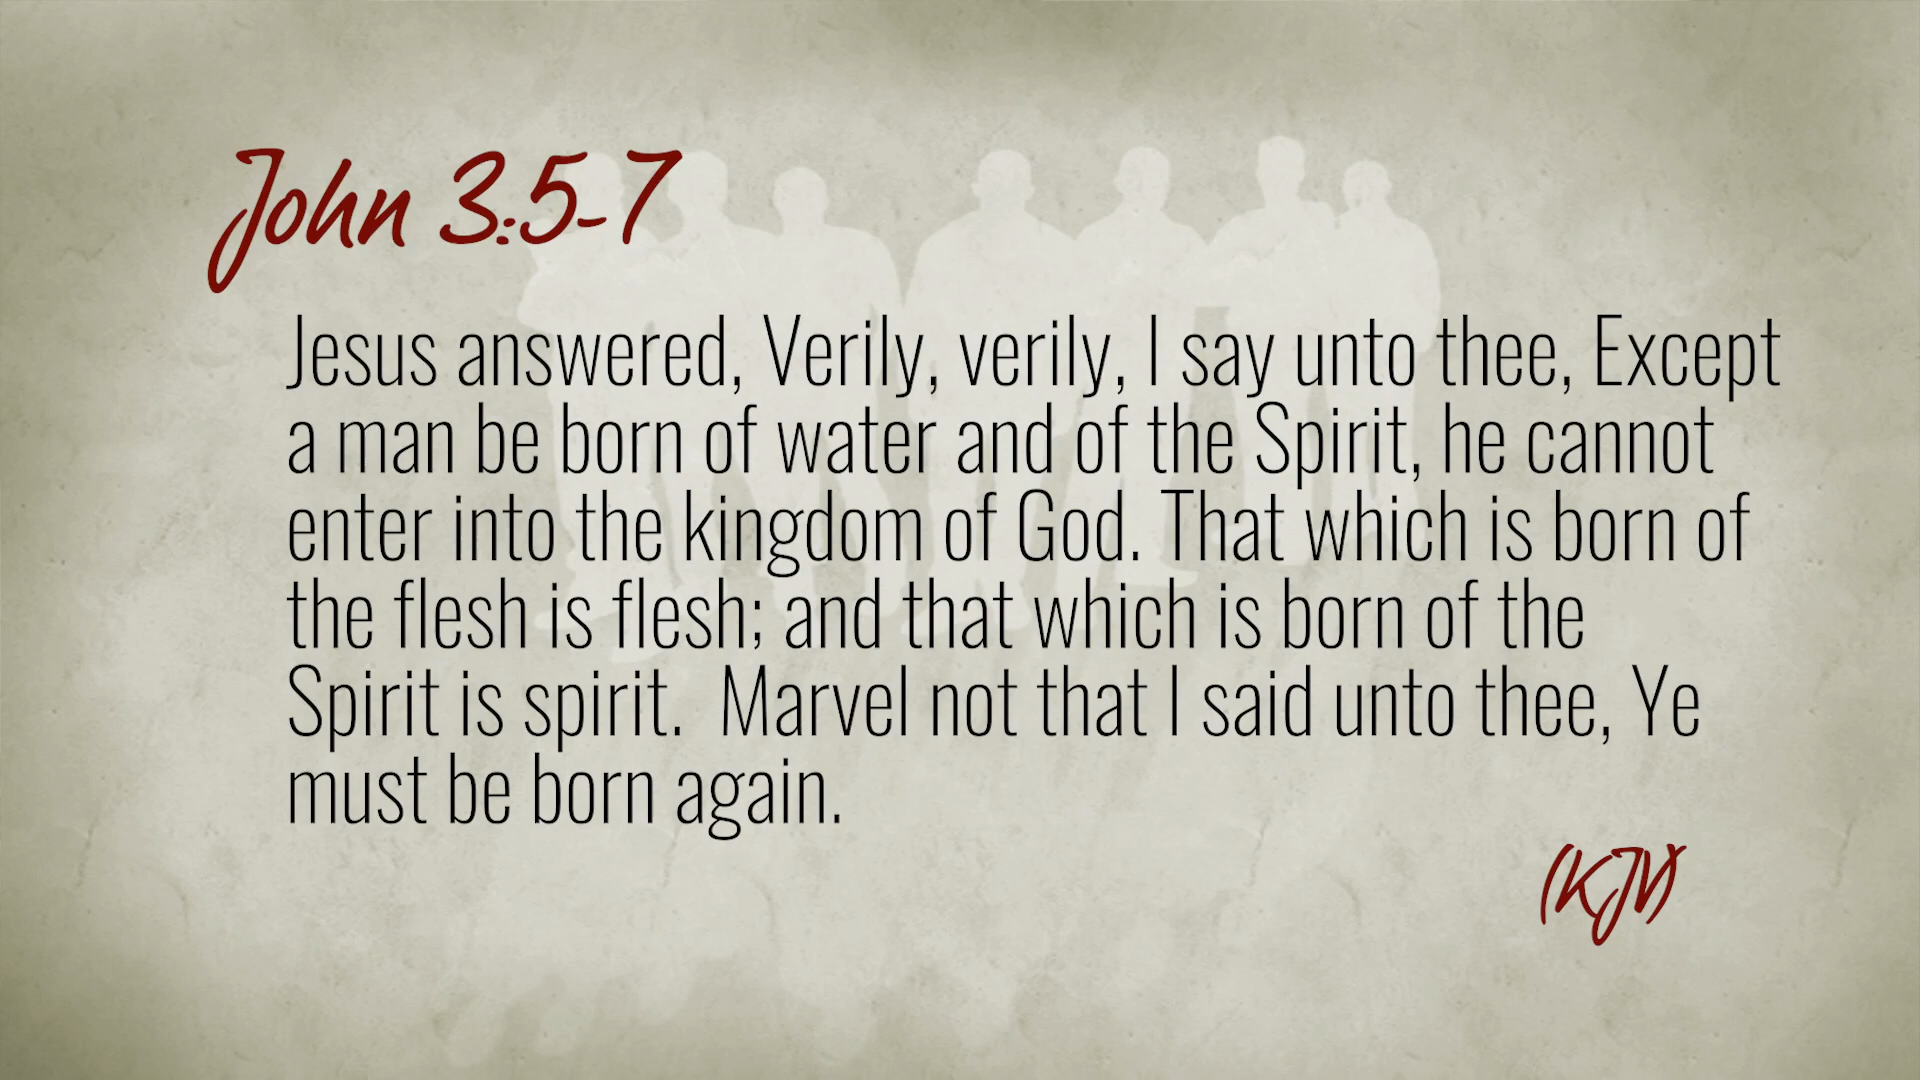 John 3:5-7
Jesus answered, Verily, verily, I say unto thee, Except
a man be born of water and of the Spirit, he cannot
enter into the kingdom of God. That which is born of
the flesh is flesh; and that which is born of the
Spirit is spirit.  Marvel not that I said unto thee, Ye
must be born again.
(KJV)